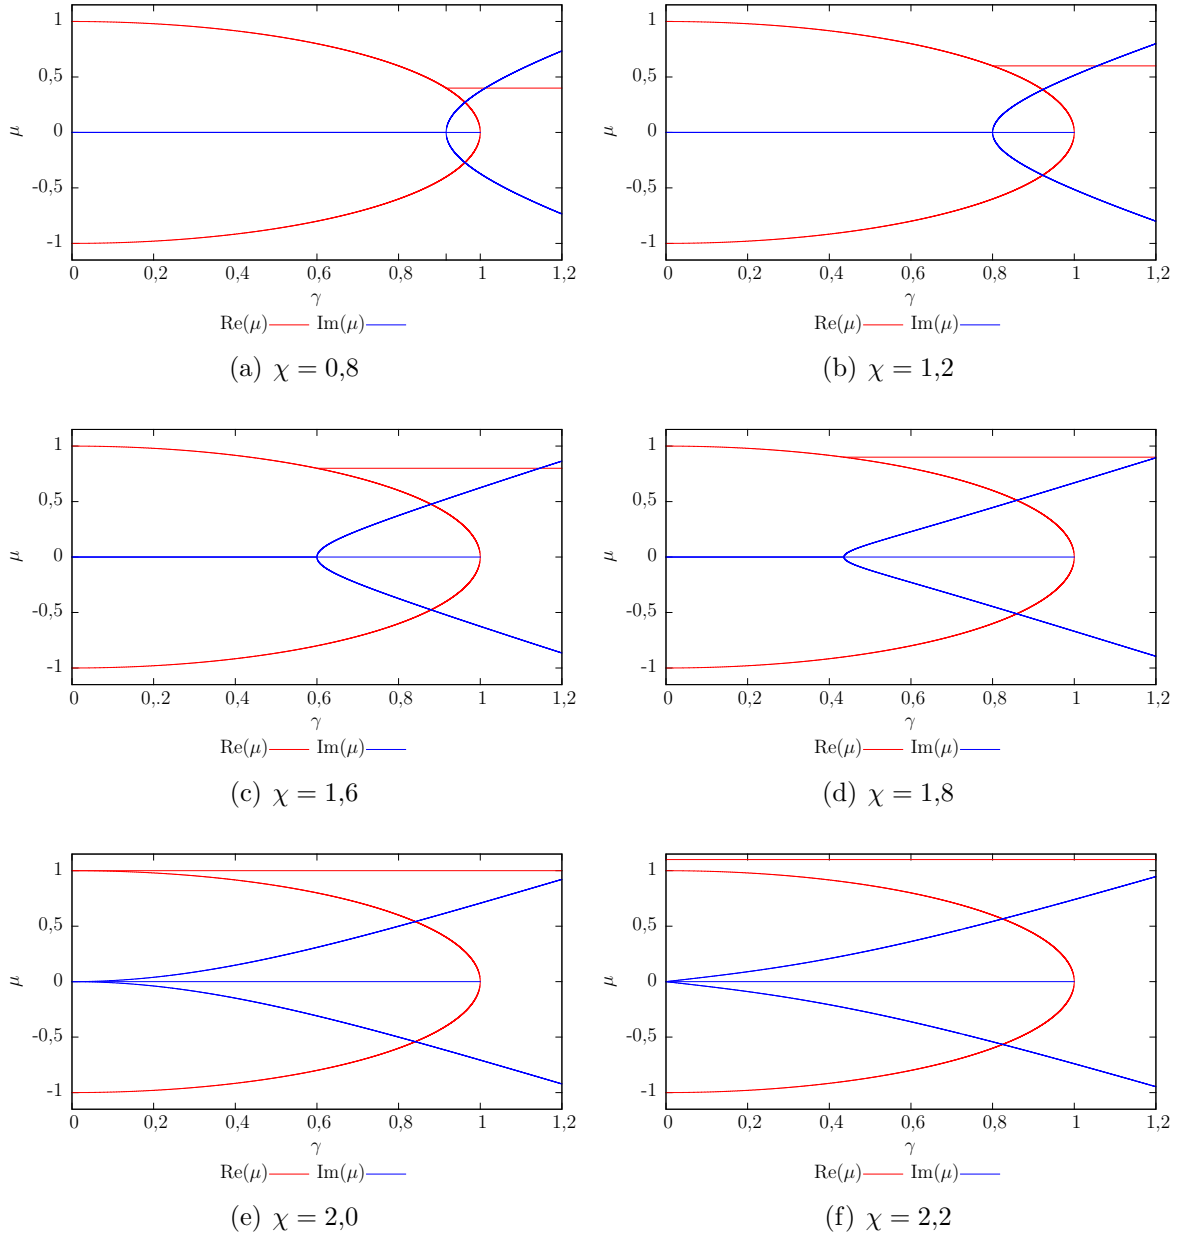 1
0,5
0
-0,5
-1
μ
0 0,2 0,4 0,6 0,8 1 1,2
γ
Re(μ) Im(μ)
(a) χ = 0,8
1
0,5
0
-0,5
-1
μ
0 0,2 0,4 0,6 0,8 1 1,2
γ
Re(μ) Im(μ)
(b) χ = 1,2
1
0,5
0
-0,5
-1
μ
0 0,.2 0,4 0,6 0,8 1 1,2
γ
Re(μ) Im(μ)
(c) χ = 1,6
1
0,5
0
-0,5
-1
μ
0 0,2 0,4 0,6 0,8 1 1,2
γ
Re(μ) Im(μ)
(d) χ = 1,8
1
0,5
0
-0,5
-1
μ
0 0,2 0,4 0,6 0,8 1 1,2
γ
Re(μ) Im(μ)
(e) χ = 2,0
1
0,5
0
-0,5
-1
μ
0 0,2 0,4 0,6 0,8 1 1,2
γ
Re(μ) Im(μ)
(f) χ = 2,2